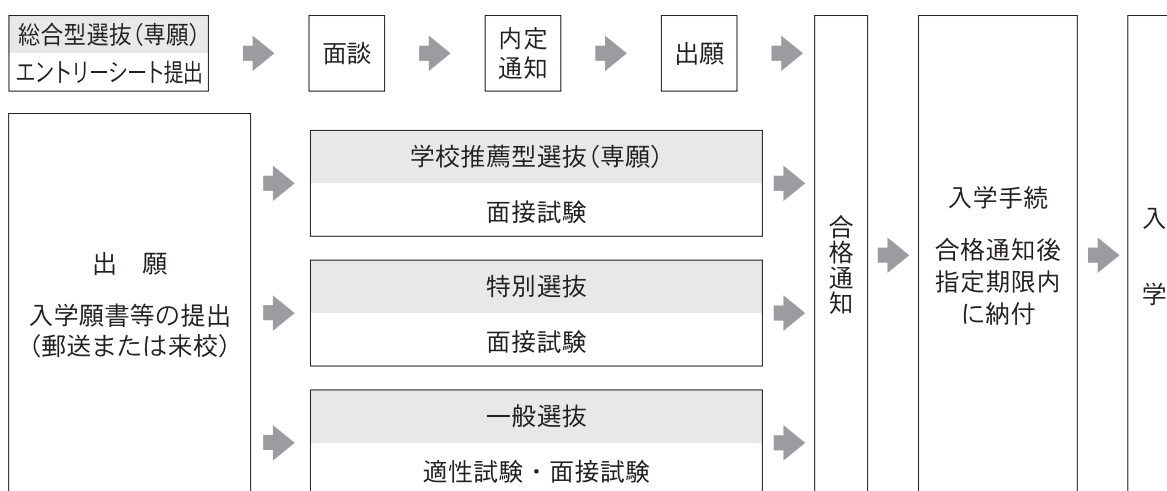 総合型選抜(専願)
エントリーシート提出
面談
内定
通知
出願
出　願
入学願書等の提出
(郵送または来校)
学校推薦型選抜(専願)
面接試験
特別選抜
面接試験
一般選抜
適性試験・面接試験
合格通知
入学手続
合格通知後
指定期限内
に納付
入学